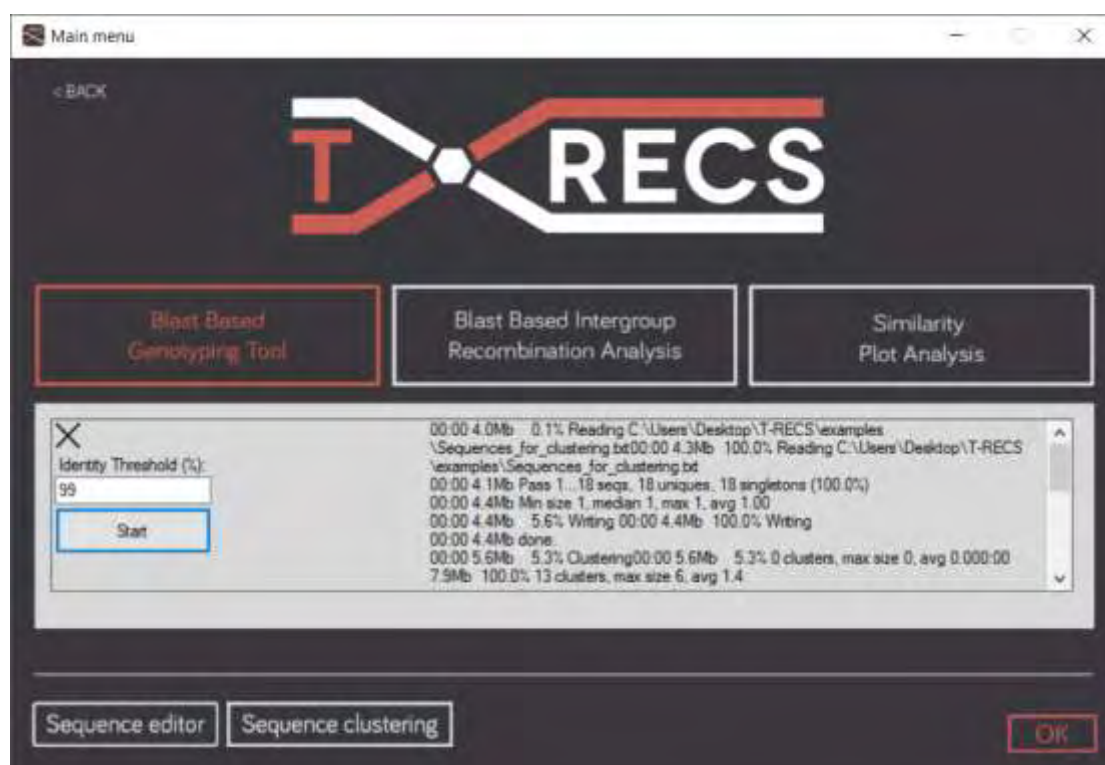 Main menu
< BACK
T RECS
Blast Based
Genotyping Tool
Blast Based Intergroup
Recombination Analysis
Similarity
Plot Analysis
Identity Threshold (%):
99
Start
00:00 4.0Mb 0.1% Reading C:\Users\Desktop\T-RECS\examples
\Sequences_for_clustering.txt00:00 4.3Mb 100.0% Reading C:\Users\Desktop\T-RECS
\examples\Sequences_for_clustering.txt
00:00 4.1Mb Pass 1...18 seqs, 18 uniques, 18 singletons (100.0%)
00:00 4.4Mb Min size 1, median 1, max 1, avg 1.00
00:00 4.4Mb 5.6% Writing 00:00 4.4Mb 100.0% Writing
00:00 4.4Mb done.
00:00 5.6Mb 5.3% Clustering00:00 5.6Mb 5.3% 0 clusters, max size 0, avg 0.000:00
7.9Mb 100.0% 13 clusters, max size 6, avg 1.4
Sequence editor
Sequence clustering
OK